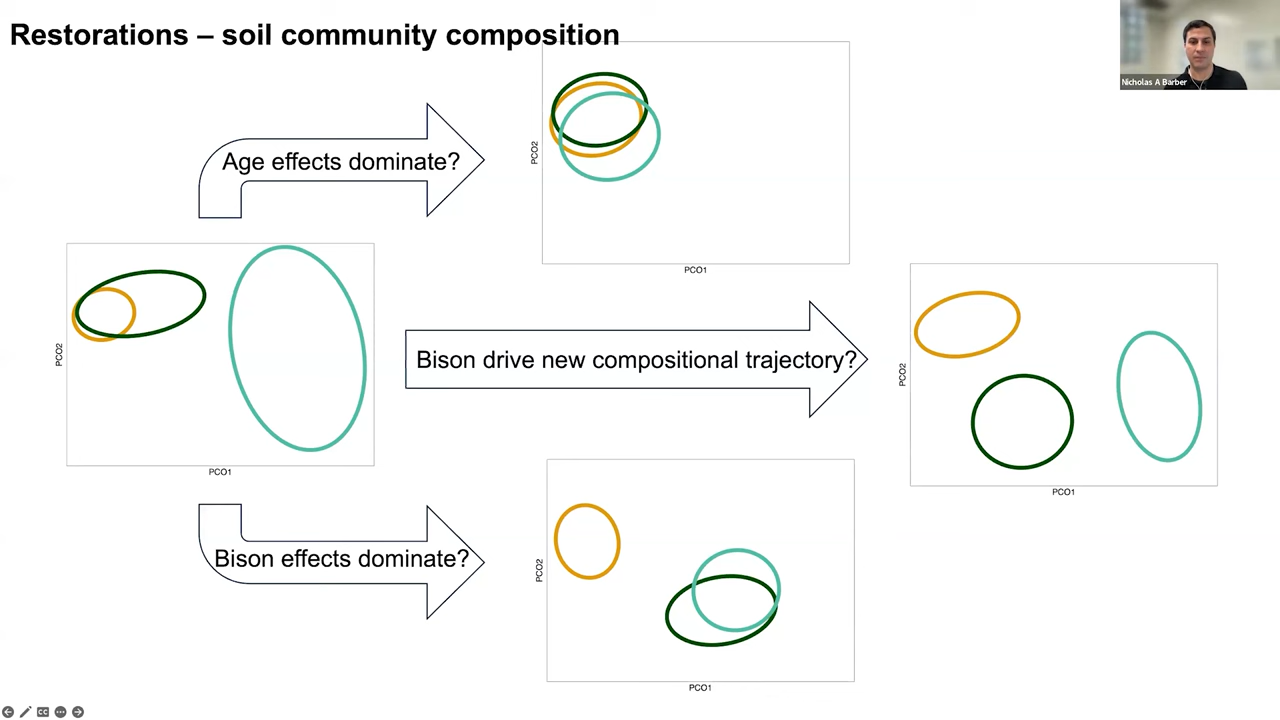 Restorations – soil community composition
Nicholas A Barber
Age effects dominate?
PCO2
PCO1
PCO2
PCO1
Bison drive new compositional trajectory?
PCO2
PCO1
Bison effects dominate?
PCO2
PCO1
CC